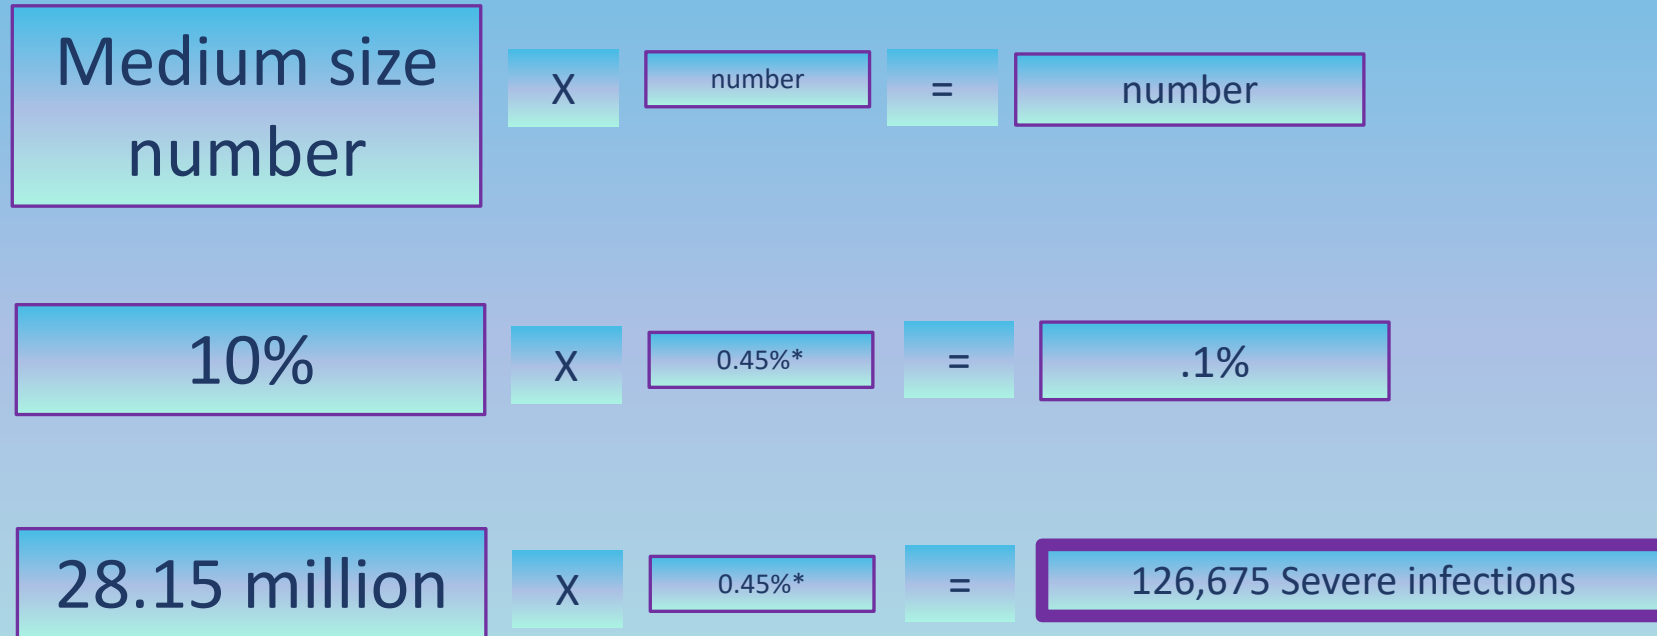 Medium size
number
X
number
=
number
10%
X
0.45%*
=
.1%
28.15 million
X
0.45%*
=
126,675 Severe infections